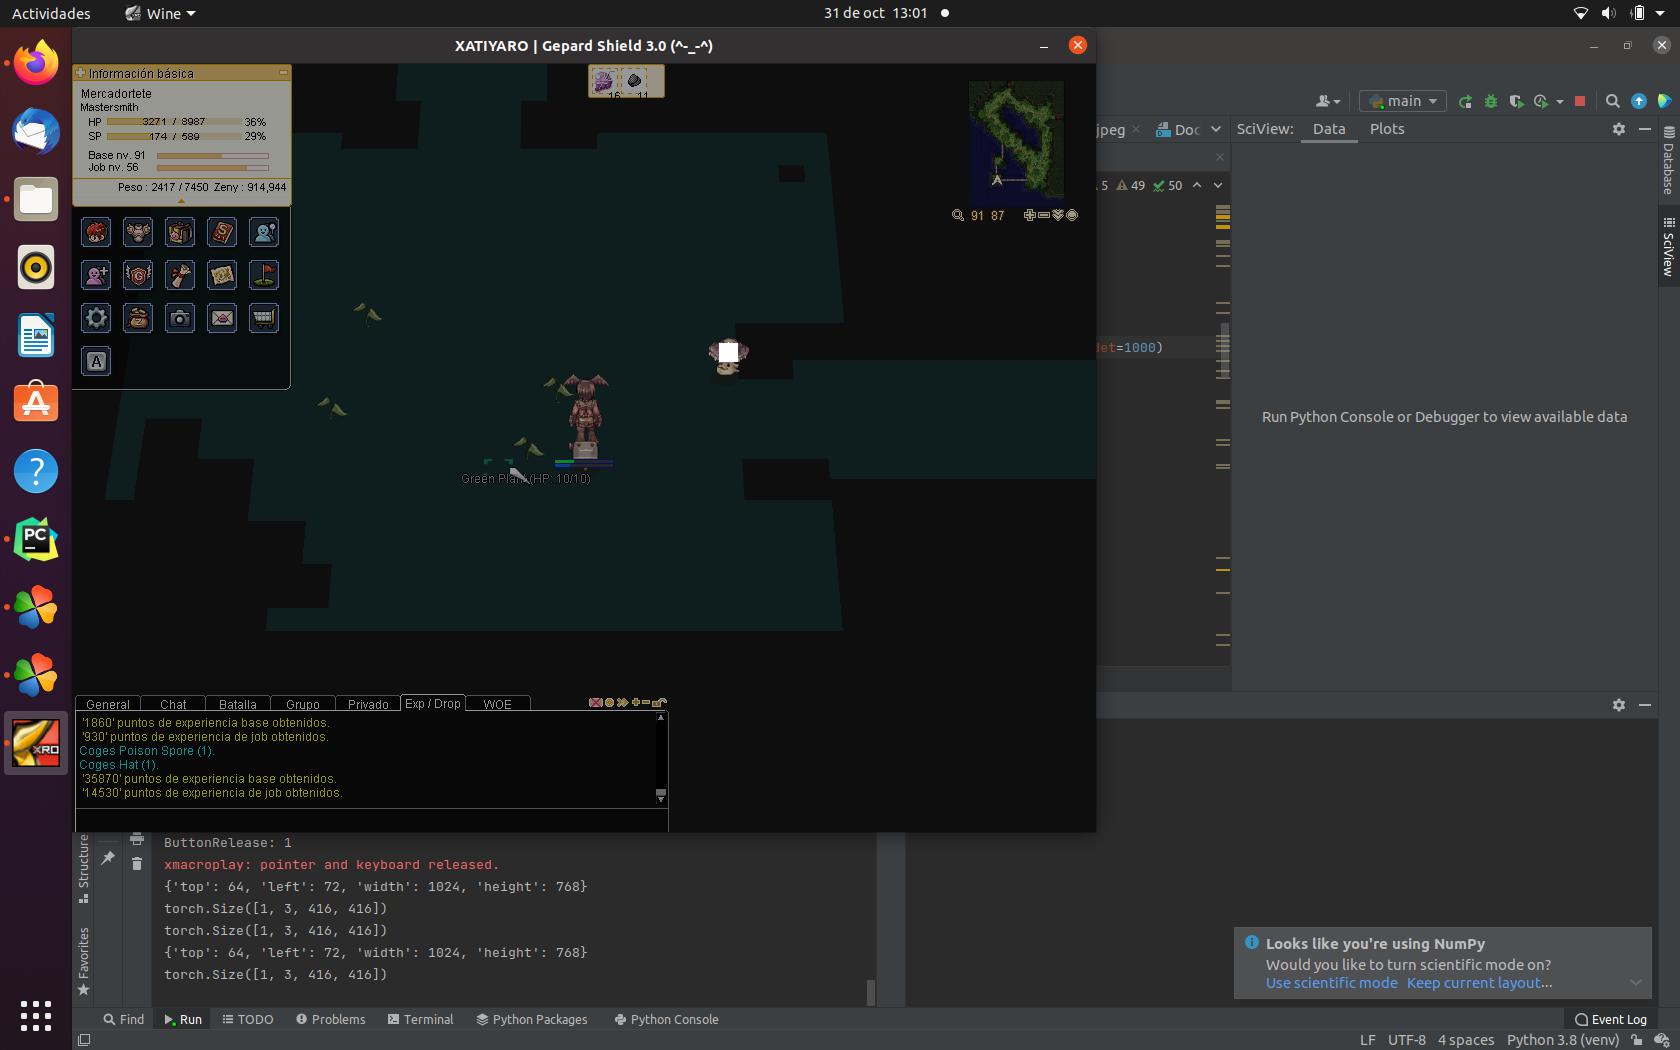 Actividades
Wine
31 de oct 13:01
XATIYARO | Gepard Shield 3.0 (^-_-^)
Información básica
Mercadortete
Mastersmith
HP 3271 / 8987 36%
SP 174 / 589 29%
Base nv. 91
Job nv. 56
Peso : 2417 / 7450 Zeny : 914,944
16 11
91 87
A
Green Plant (HP: 10/10)
General Chat Batalla Grupo Privado Exp / Drop WOE
'1860' puntos de experiencia base obtenidos.
'930' puntos de experiencia de job obtenidos.
Coges Poison Spore (1).
Coges Hat (1).
'35870' puntos de experiencia base obtenidos.
'14530' puntos de experiencia de job obtenidos.
main
jpeg
Doc
SciView: Data Plots
5 49 50
det=1000)
Run Python Console or Debugger to view available data
Database
SciView
PC
XRO
Structure
Favorites
ButtonRelease: 1
xmacroplay: pointer and keyboard released.
{'top': 64, 'left': 72, 'width': 1024, 'height': 768}
torch.Size([1, 3, 416, 416])
torch.Size([1, 3, 416, 416])
{'top': 64, 'left': 72, 'width': 1024, 'height': 768}
torch.Size([1, 3, 416, 416])
Looks like you're using NumPy
Would you like to turn scientific mode on?
Use scientific mode Keep current layout...
Find Run TODO Problems Terminal Python Packages Python Console
Event Log
LF UTF-8 4 spaces Python 3.8 (venv)